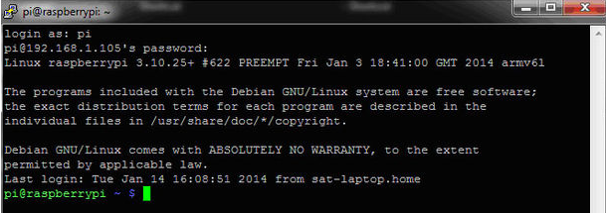 pi@raspberrypi: ~
login as: pi
pi@192.168.1.105's password:
Linux raspberrypi 3.10.25+ #622 PREEMPT Fri Jan 3 18:41:00 GMT 2014 armv6l
The programs included with the Debian GNU/Linux system are free software;
the exact distribution terms for each program are described in the
individual files in /usr/share/doc/*/copyright.
Debian GNU/Linux comes with ABSOLUTELY NO WARRANTY, to the extent
permitted by applicable law.
Last login: Tue Jan 14 16:08:51 2014 from sat-laptop.home
pi@raspberrypi ~ $